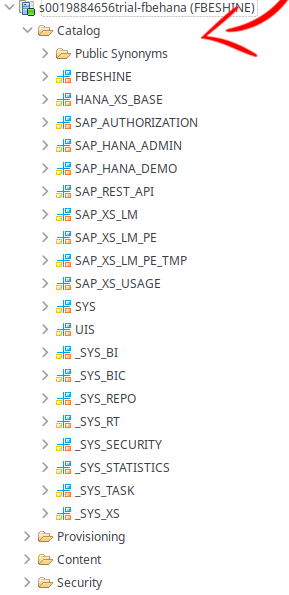 s0019884656trial-fbehana (FBESHINE)
Catalog
Public Synonyms
FBESHINE
HANA_XS_BASE
SAP_AUTHORIZATION
SAP_HANA_ADMIN
SAP_HANA_DEMO
SAP_REST_API
SAP_XS_LM
SAP_XS_LM_PE
SAP_XS_LM_PE_TMP
SAP_XS_USAGE
SYS
UIS
_SYS_BI
_SYS_BIC
_SYS_REPO
_SYS_RT
_SYS_SECURITY
_SYS_STATISTICS
_SYS_TASK
_SYS_XS
Provisioning
Content
Security